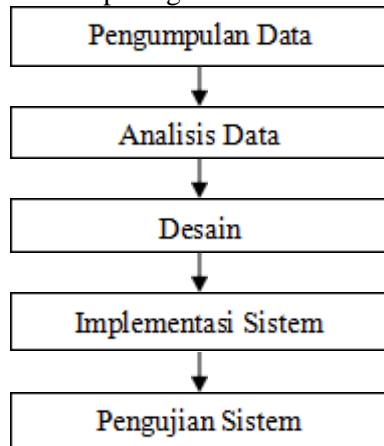 Pengumpulan Data
Analisis Data
Desain
Implementasi Sistem
Pengujian Sistem